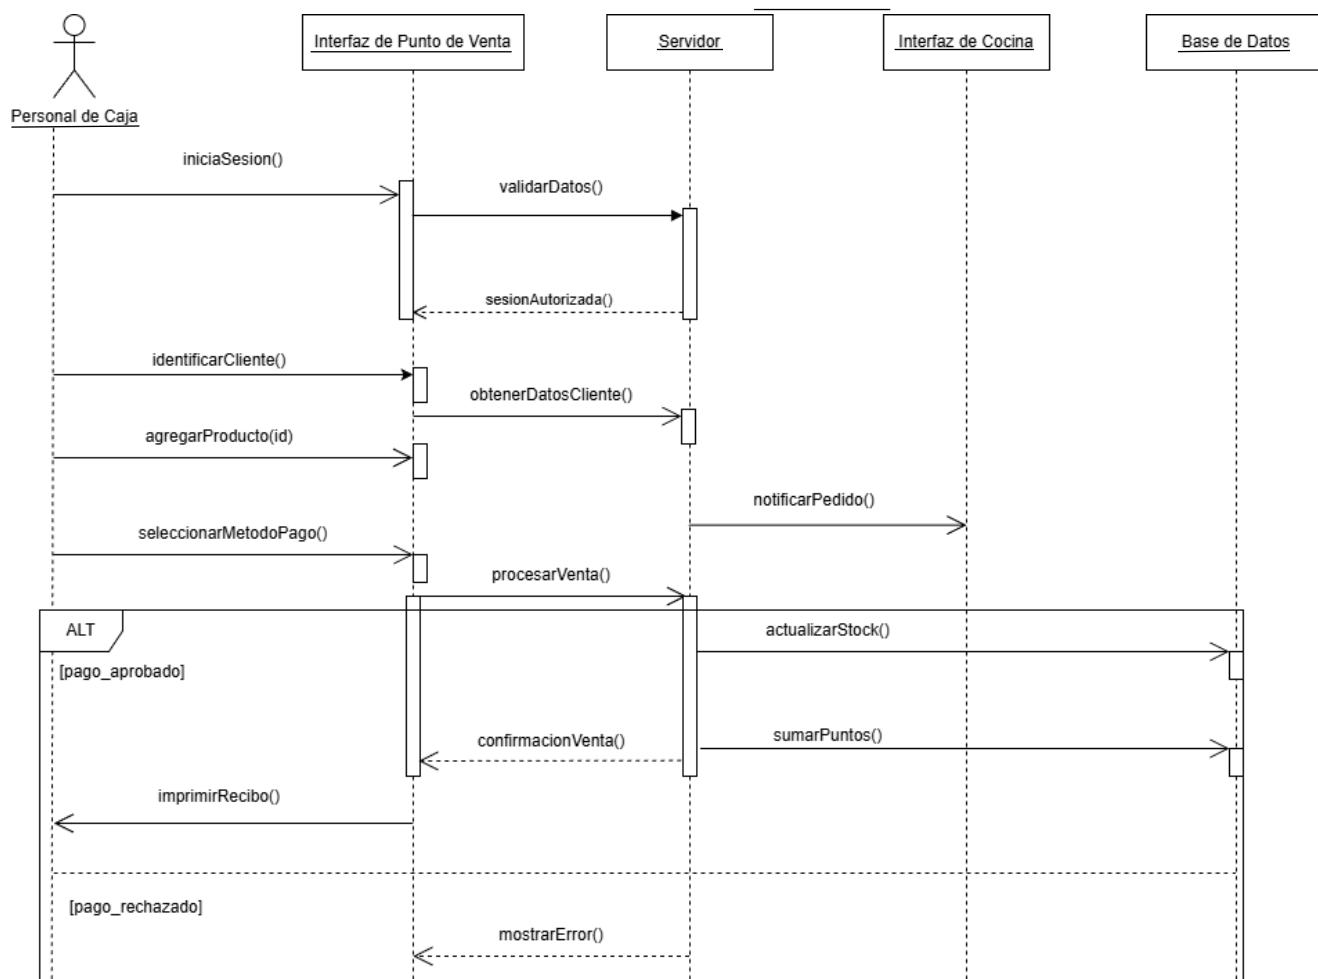 Interfaz de Punto de Venta
Servidor
Interfaz de Cocina
Base de Datos
Personal de Caja
iniciaSesion()
validarDatos()
sesionAutorizada()
identificarCliente()
obtenerDatosCliente()
agregarProducto(id)
notificarPedido()
seleccionarMetodoPago()
procesarVenta()
ALT
actualizarStock()
[pago_aprobado]
sumarPuntos()
confirmacionVenta()
imprimirRecibo()
[pago_rechazado]
mostrarError()